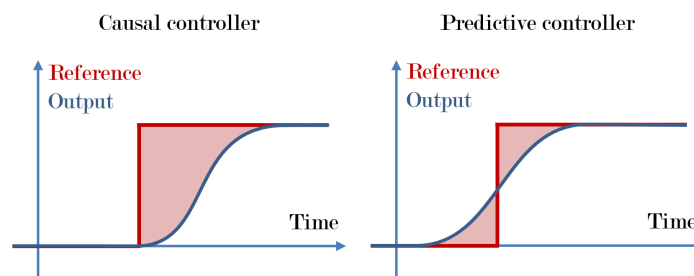 Causal controller
Reference
Output
Time
Predictive controller
Reference
Output
Time